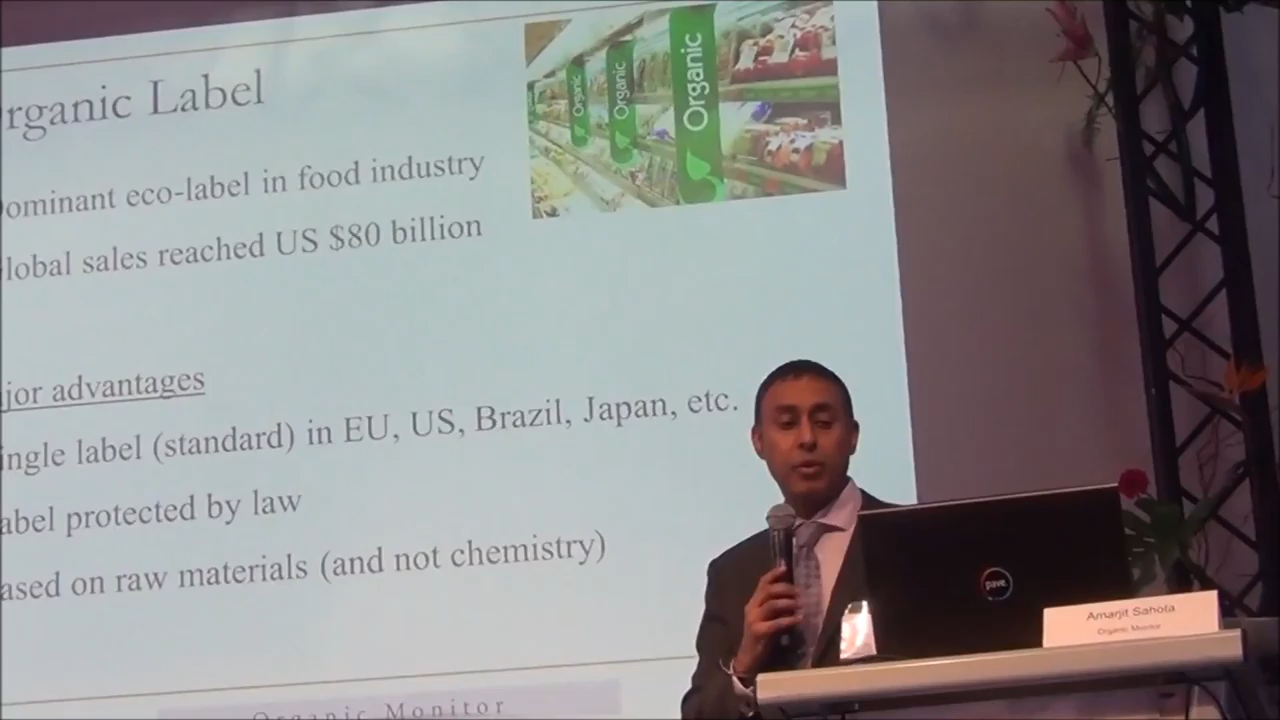 rganic Label
ominant eco-label in food industry
lobal sales reached US $80 billion
jor advantages
ingle label (standard) in EU, US, Brazil, Japan, etc.
abel protected by law
ased on raw materials (and not chemistry)
Organic Monitor
Organic
Organic
Organic
pave
Amarjit Sahota
Organic Monitor